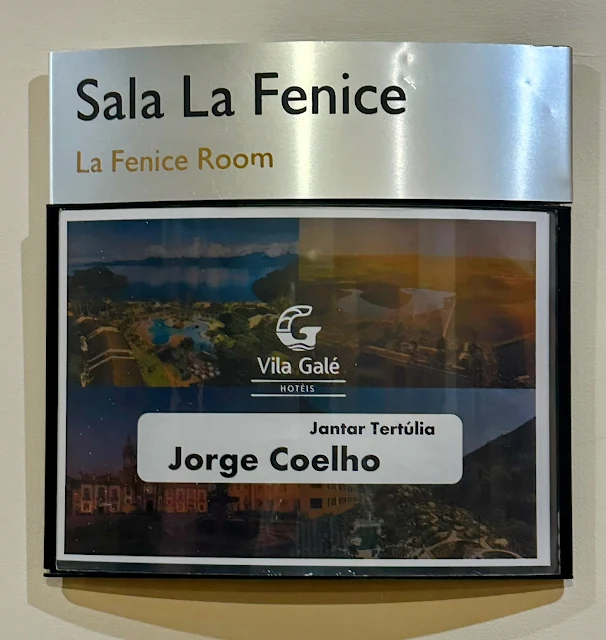 Sala La Fenice
La Fenice Room
Vila Galé
HOTÉIS
Jantar Tertúlia
Jorge Coelho